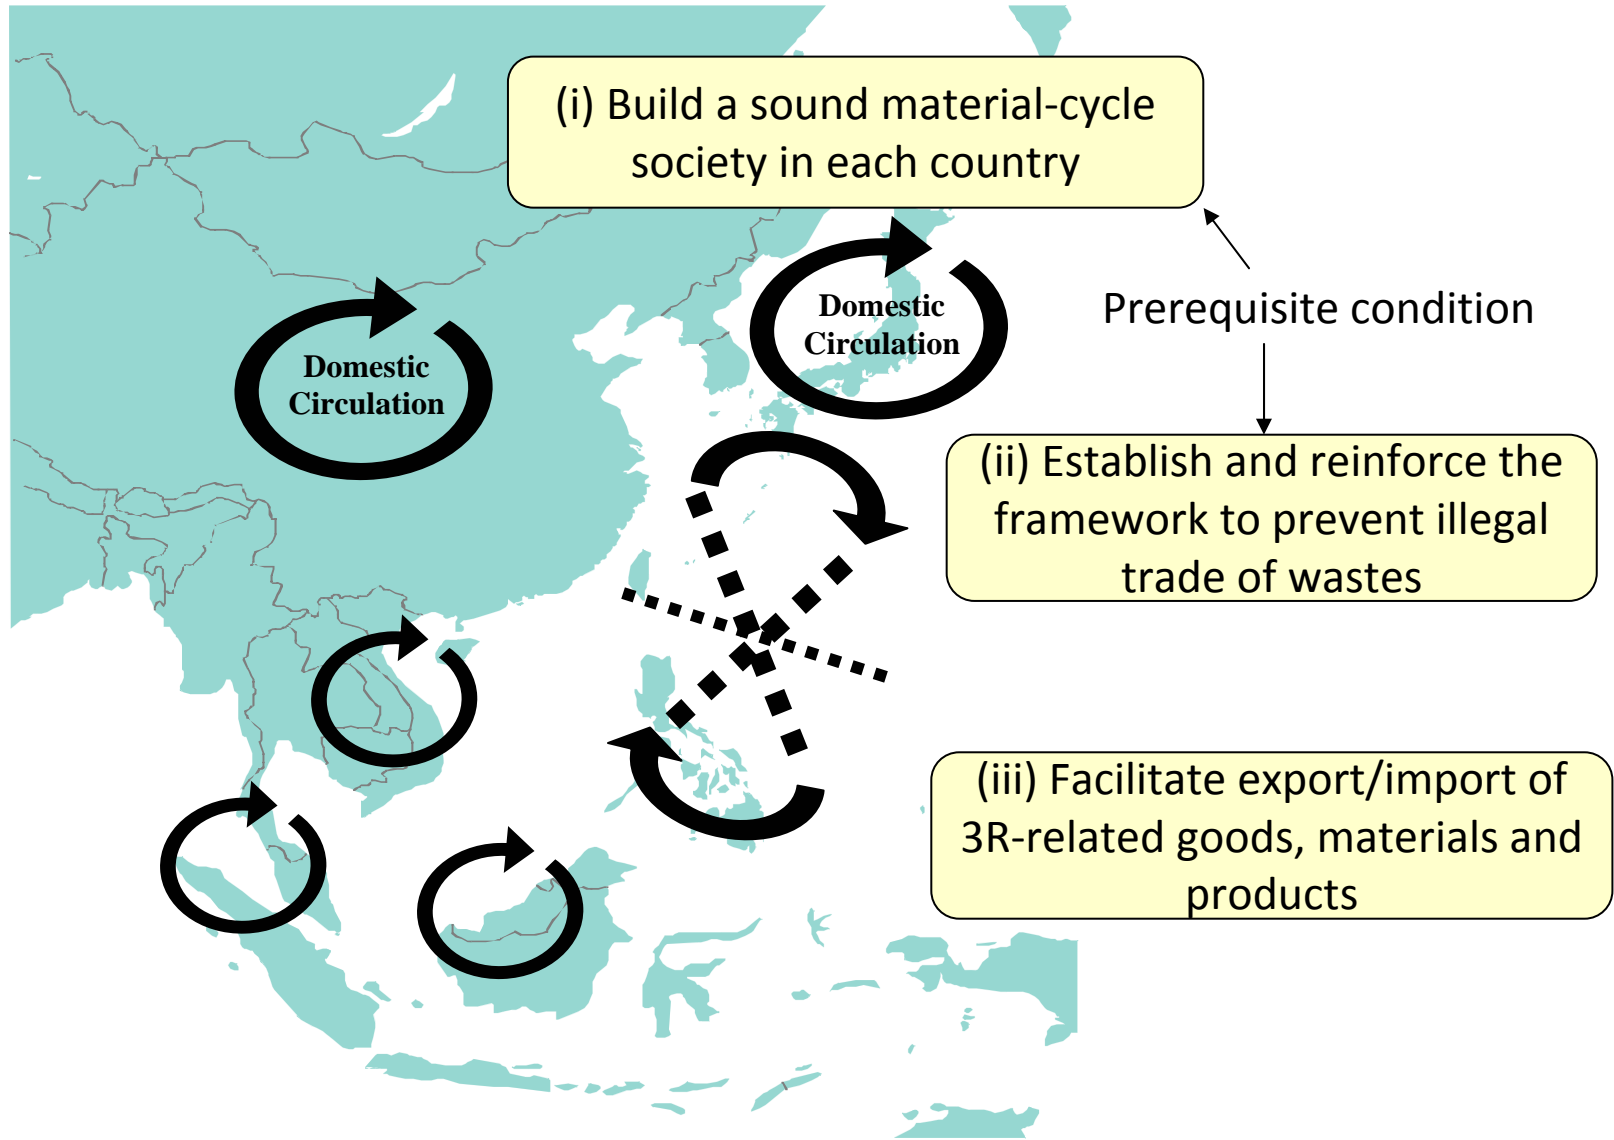 (i) Build a sound material-cycle
society in each country
Domestic
Circulation
Prerequisite condition
Domestic
Circulation
(ii) Establish and reinforce the
framework to prevent illegal
trade of wastes
(iii) Facilitate export/import of
3R-related goods, materials and
products